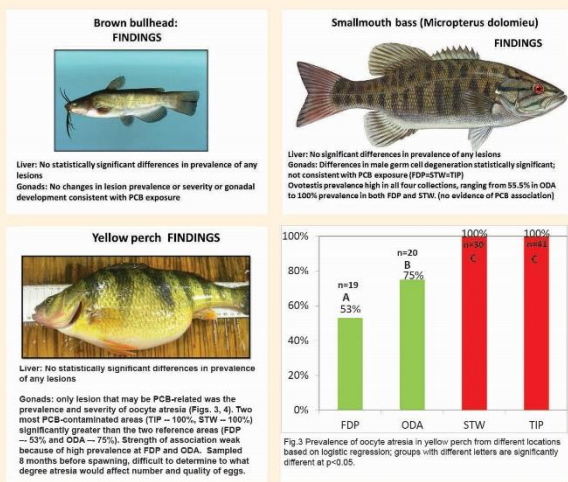 Brown bullhead:
FINDINGS
Liver: No statistically significant differences in prevalence of any
lesions
Gonads: No changes in lesion prevalence or severity or gonadal
development consistent with PCB exposure
Smallmouth bass (Micropterus dolomieu)
FINDINGS
Liver: No significant differences in prevalence of any lesions
Gonads: Differences in male germ cell degeneration statistically significant;
not consistent with PCB exposure (FDP=STW=TIP)
Ovotestis prevalence high in all four collections, ranging from 55.5% in ODA
to 100% prevalence in both FDP and STW. (no evidence of PCB association)
Yellow perch FINDINGS
Liver: No statistically significant differences in prevalence
of any lesions
Gonads: only lesion that may be PCB-related was the
prevalence and severity of oocyte atresia (Figs. 3, 4). Two
most PCB-contaminated areas (TIP -- 100%, STW -- 100%)
significantly greater than the two reference areas (FDP
-- 53% and ODA -- 75%). Strength of association weak
because of high prevalence at FDP and ODA. Sampled
8 months before spawning, difficult to determine to what
degree atresia would affect number and quality of eggs.
100%
80%
60%
40%
20%
0%
n=19
A
53%
n=20
B
75%
100%
n=30
C
100%
n=41
C
FDP ODA STW TIP
Fig.3 Prevalence of oocyte atresia in yellow perch from different locations
based on logistic regression; groups with different letters are significantly
different at p<0.05.